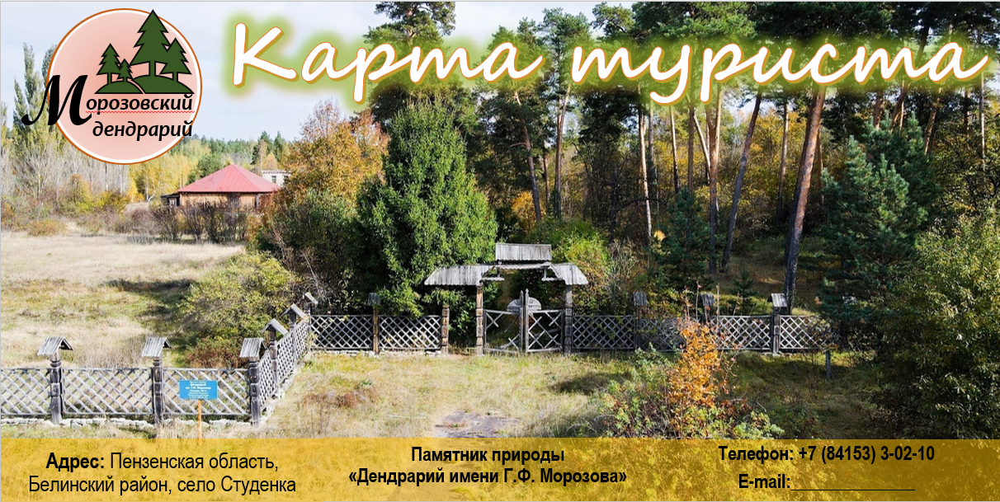 Карта туриста
Морозовский
дендрарий
Адрес: Пензенская область,
Белинский район, село Студенка
Памятник природы
«Дендрарий имени Г.Ф. Морозова»
Телефон: +7 (84153) 3-02-10
E-mail:_______________